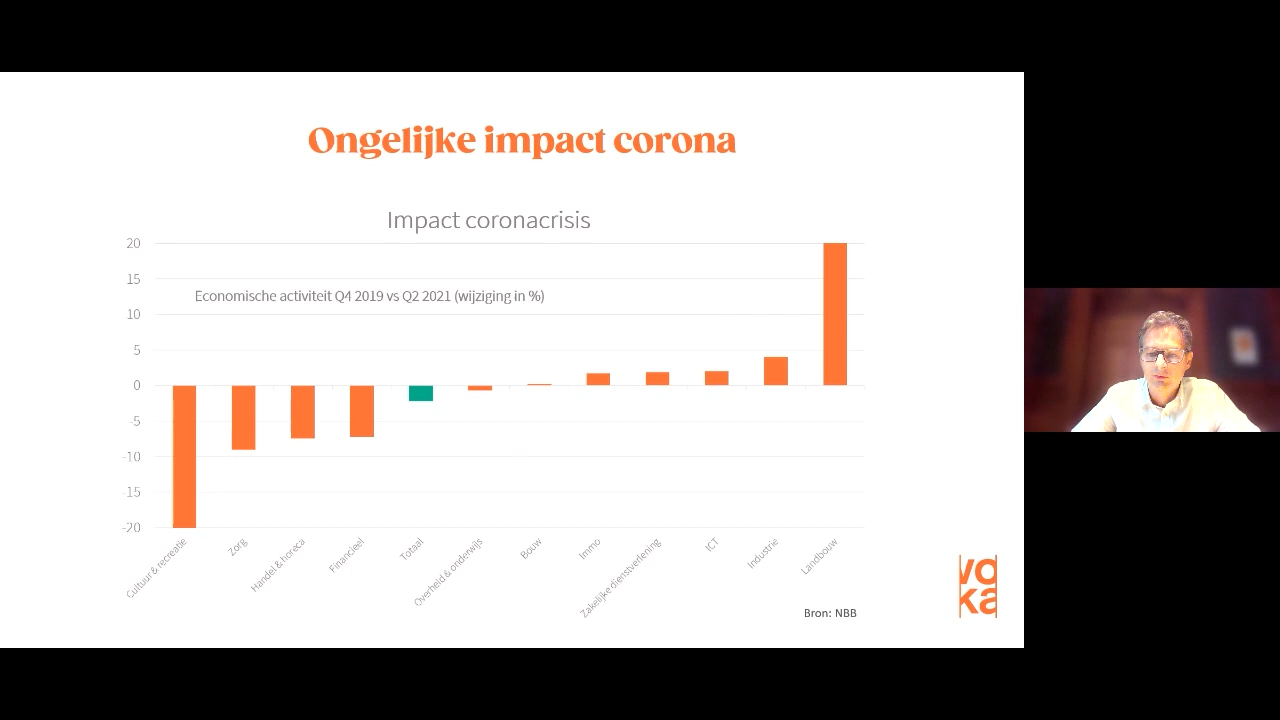 Ongelijke impact corona
Impact coronacrisis
20
15
Economische activiteit Q4 2019 vs Q2 2021 (wijziging in %)
10
5
0
-5
-10
-15
-20
Cultuur & recreatie
Zorg
Handel & horeca
Financieel
Totaal
Overheid & onderwijs
Bouw
Immo
Zakelijke dienstverlening
ICT
Industrie
Landbouw
Bron: NBB
vo
ka